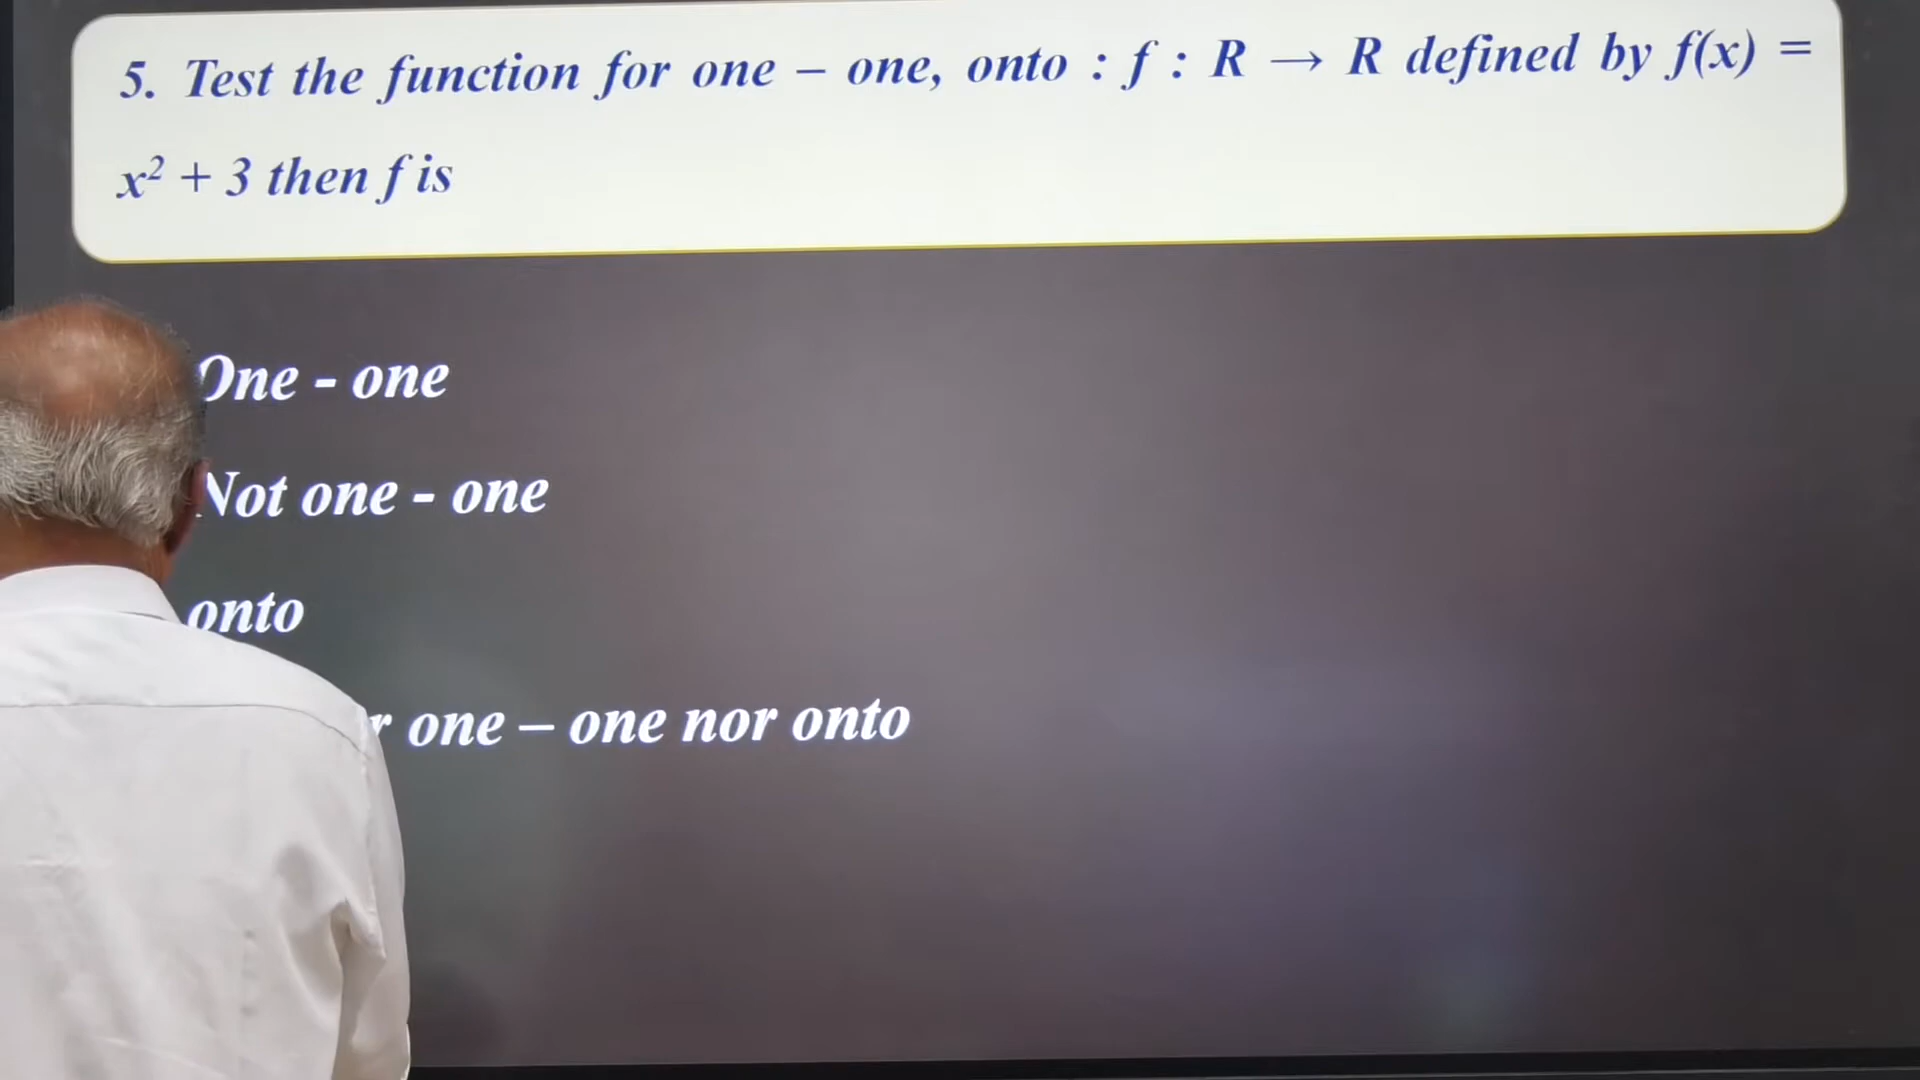 5. Test the function for one – one, onto : f : R → R defined by f(x) =
x² + 3 then f is
One - one
Not one - one
onto
one – one nor onto